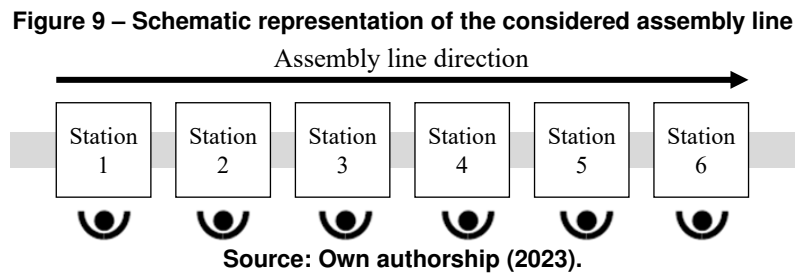 Figure 9 – Schematic representation of the considered assembly line
Assembly line direction
Station 1
Station 2
Station 3
Station 4
Station 5
Station 6
Source: Own authorship (2023).